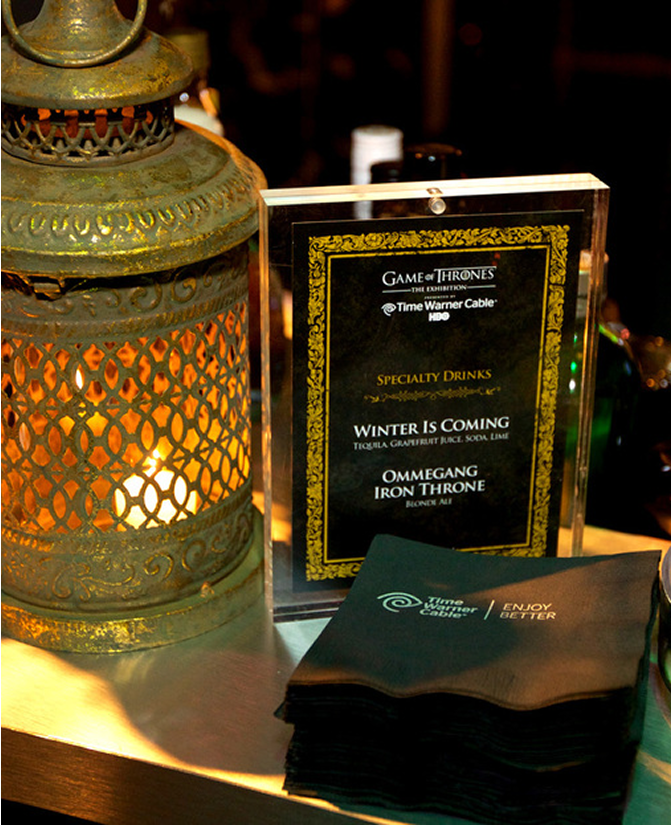 GAME OF THRONES
THE EXHIBITION
PRESENTED BY
Time Warner Cable
HBO
SPECIALTY DRINKS
WINTER IS COMING
TEQUILA, GRAPEFRUIT JUICE, SODA, LIME
OMMEGANG
IRON THRONE
BLONDE ALE
Time
Warner
Cable™
ENJOY
BETTER